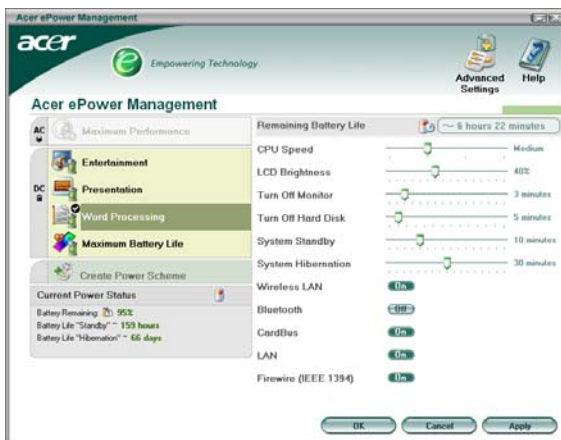 Acer ePower Management
acer
e Empowering Technology
Advanced Settings
Help
Acer ePower Management
AC
Maximum Performance
DC
Entertainment
Presentation
Word Processing
Maximum Battery Life
Create Power Scheme
Current Power Status
Battery Remaining: 95%
Battery Life "Standby" ~ 159 hours
Battery Life "Hibernation" ~ 66 days
Remaining Battery Life ~ 6 hours 22 minutes
CPU Speed Medium
LCD Brightness 40%
Turn Off Monitor 3 minutes
Turn Off Hard Disk 5 minutes
System Standby 10 minutes
System Hibernation 30 minutes
Wireless LAN On
Bluetooth Off
CardBus On
LAN On
Firewire (IEEE 1394) On
OK Cancel Apply